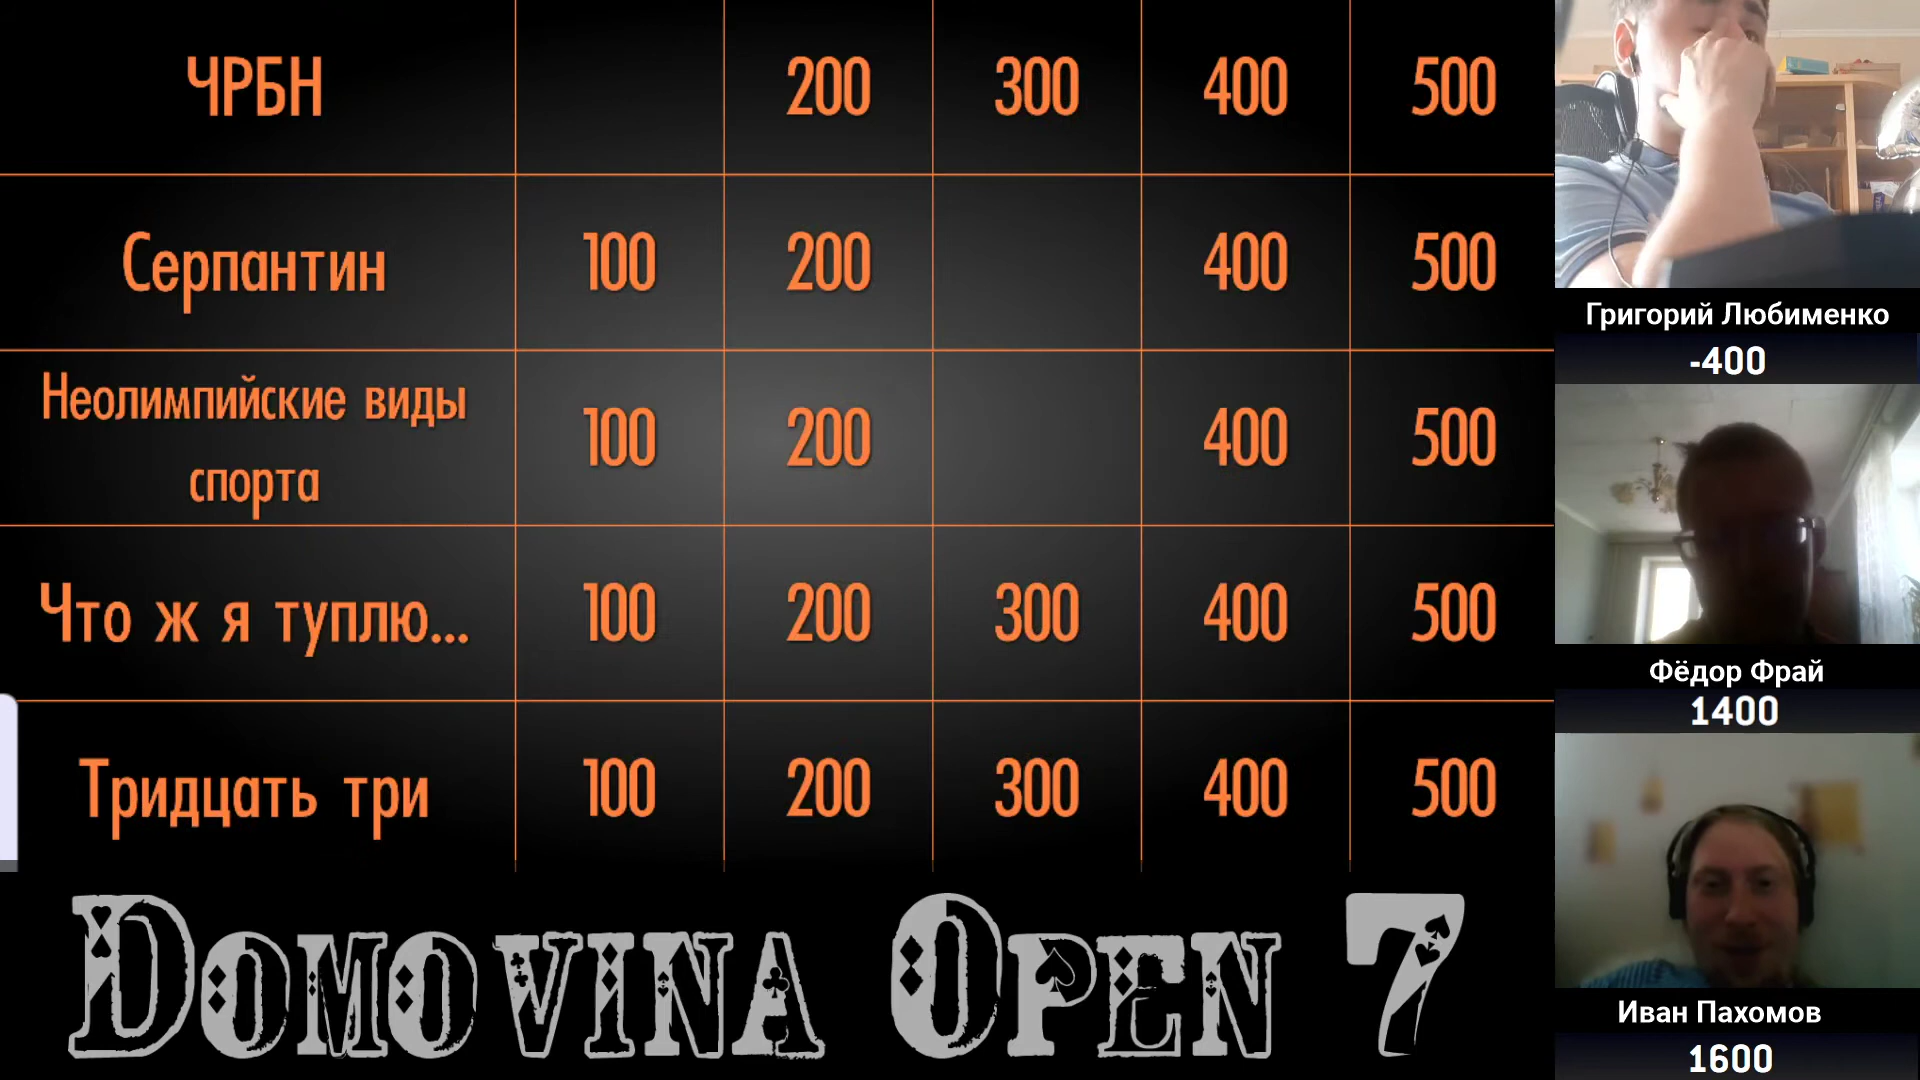 ЧРБН 200 300 400 500
Серпантин 100 200 400 500
Неолимпийские виды
спорта 100 200 400 500
Что ж я туплю... 100 200 300 400 500
Тридцать три 100 200 300 400 500
Domovina Open 7
Григорий Любименко
-400
Фёдор Фрай
1400
Иван Пахомов
1600